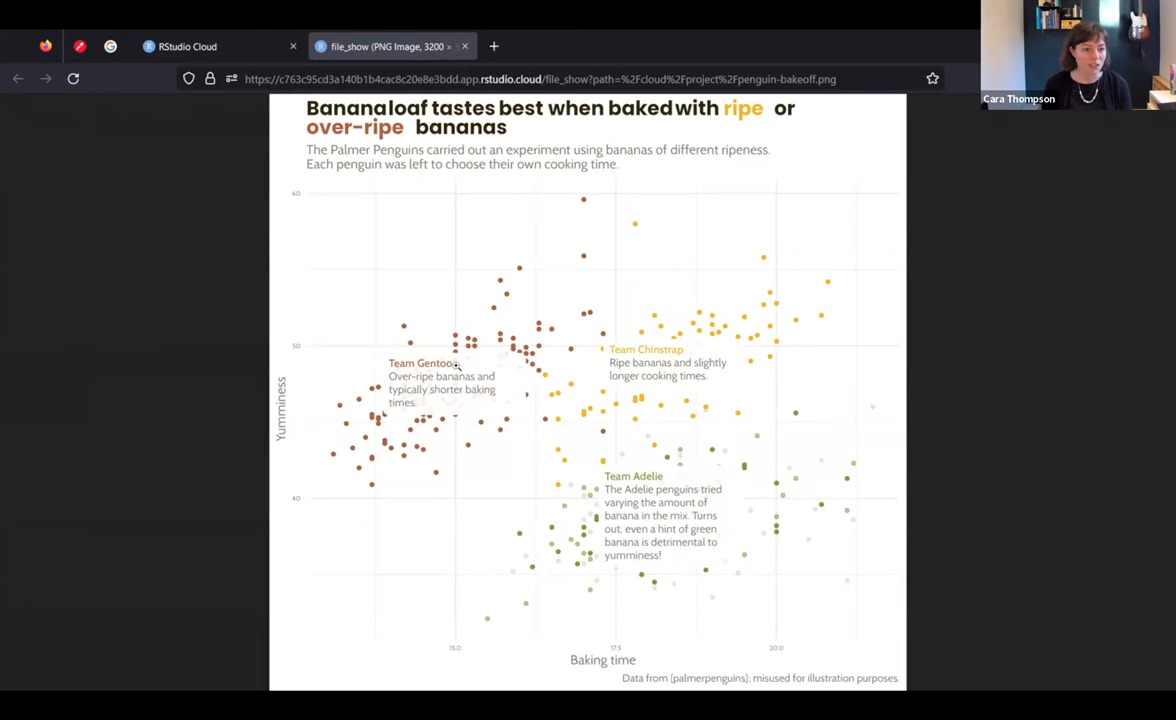 RStudio Cloud
file_show (PNG Image, 3200 ×
https://c763c95cd3a140b1b4cac8c20e8e3bdd.app.rstudio.cloud/file_show?path=%2Fcloud%2Fproject%2Fpenguin-bakeoff.png
Cara Thompson
Banana loaf tastes best when baked with ripe or
over-ripe bananas
The Palmer Penguins carried out an experiment using bananas of different ripeness.
Each penguin was left to choose their own cooking time.
60
50
40
Yumminess
Team Gentoo
Over-ripe bananas and
typically shorter baking
times.
Team Chinstrap
Ripe bananas and slightly
longer cooking times.
Team Adelie
The Adelie penguins tried
varying the amount of
banana in the mix. Turns
out, even a hint of green
banana is detrimental to
yumminess!
15.0
17.5
20.0
Baking time
Data from {palmerpenguins}; misused for illustration purposes.